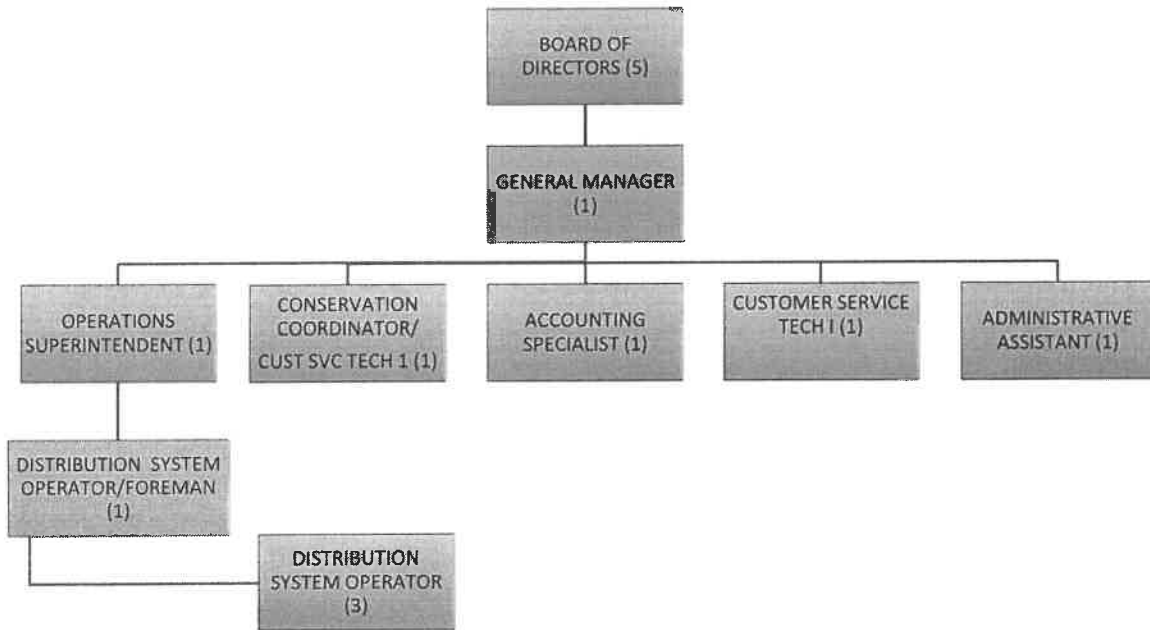 BOARD OF
DIRECTORS (5)
GENERAL MANAGER
(1)
OPERATIONS
SUPERINTENDENT (1)
CONSERVATION
COORDINATOR/
CUST SVC TECH 1 (1)
ACCOUNTING
SPECIALIST (1)
CUSTOMER SERVICE
TECH I (1)
ADMINISTRATIVE
ASSISTANT (1)
DISTRIBUTION SYSTEM
OPERATOR/FOREMAN
(1)
DISTRIBUTION
SYSTEM OPERATOR
(3)